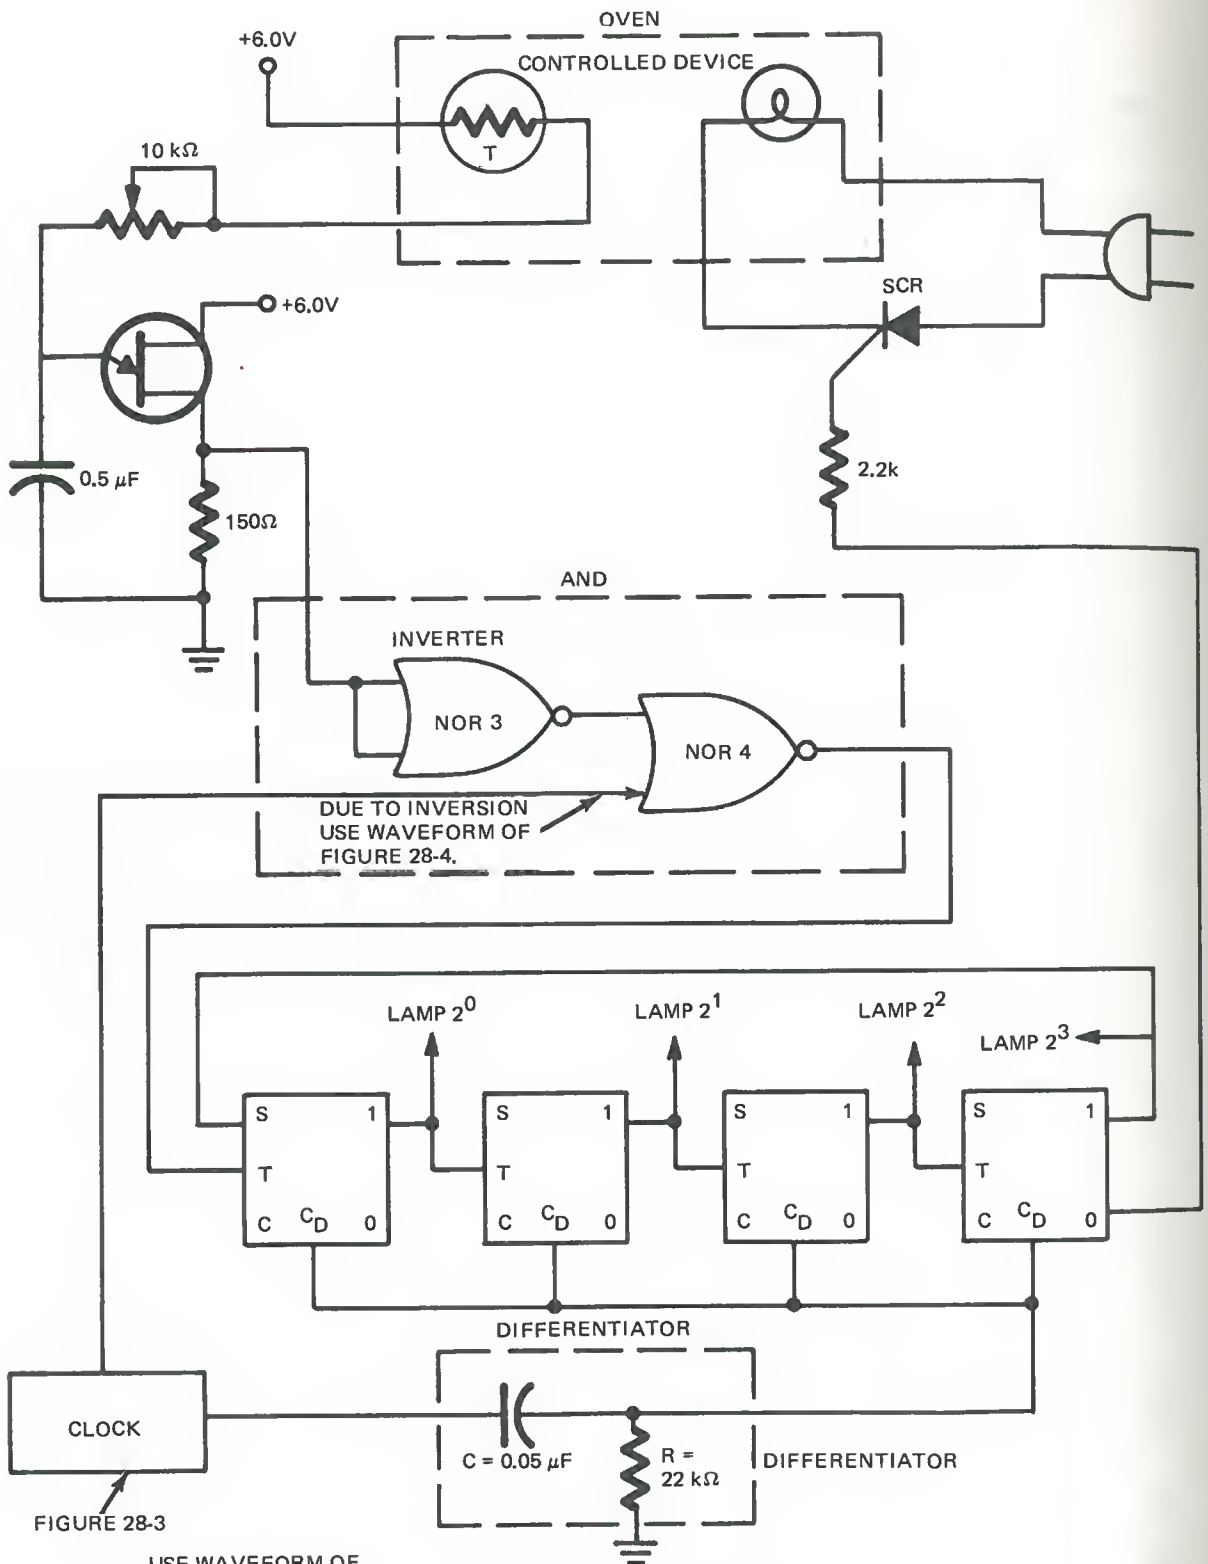 OVEN
+6.0V
CONTROLLED DEVICE
T
10 kΩ
+6.0V
SCR
0.5 μF
2.2k
150Ω
AND
INVERTER
NOR 3
NOR 4
DUE TO INVERSION
USE WAVEFORM OF
FIGURE 28-4.
LAMP 2^0
LAMP 2^1
LAMP 2^2
LAMP 2^3
S 1
T
C C_D 0
S 1
T
C C_D 0
S 1
T
C C_D 0
S 1
T
C C_D 0
DIFFERENTIATOR
CLOCK
C = 0.05 μF
R =
22 kΩ
DIFFERENTIATOR
FIGURE 28-3
USE WAVEFORM OF